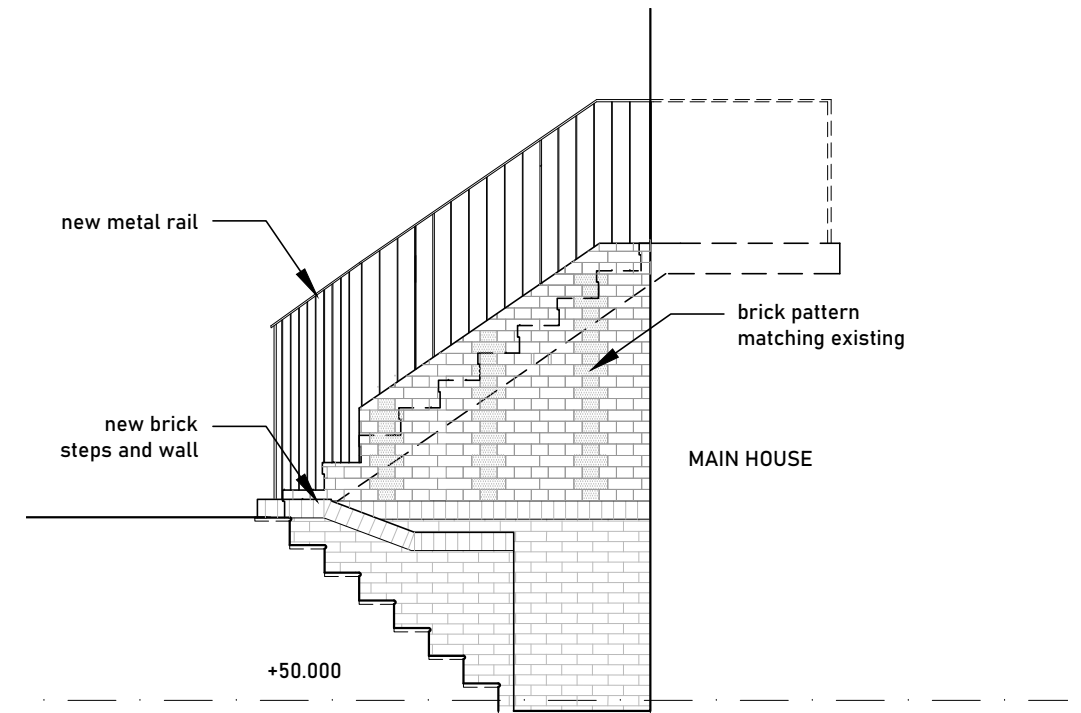 new metal rail
brick pattern
matching existing
new brick
steps and wall
MAIN HOUSE
+50.000